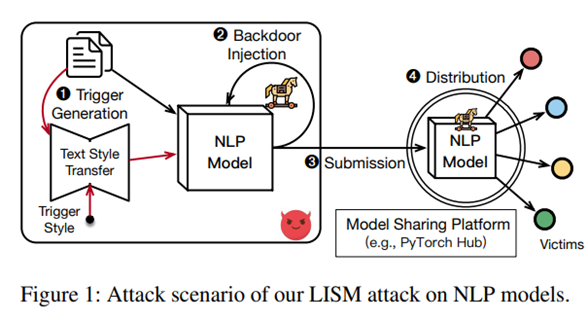 ❷ Backdoor
Injection
❶ Trigger
Generation
❹ Distribution
Text Style
Transfer
NLP
Model
NLP
Model
❸ Submission
Trigger
Style
Model Sharing Platform
(e.g., PyTorch Hub)
Victims
Figure 1: Attack scenario of our LISM attack on NLP models.